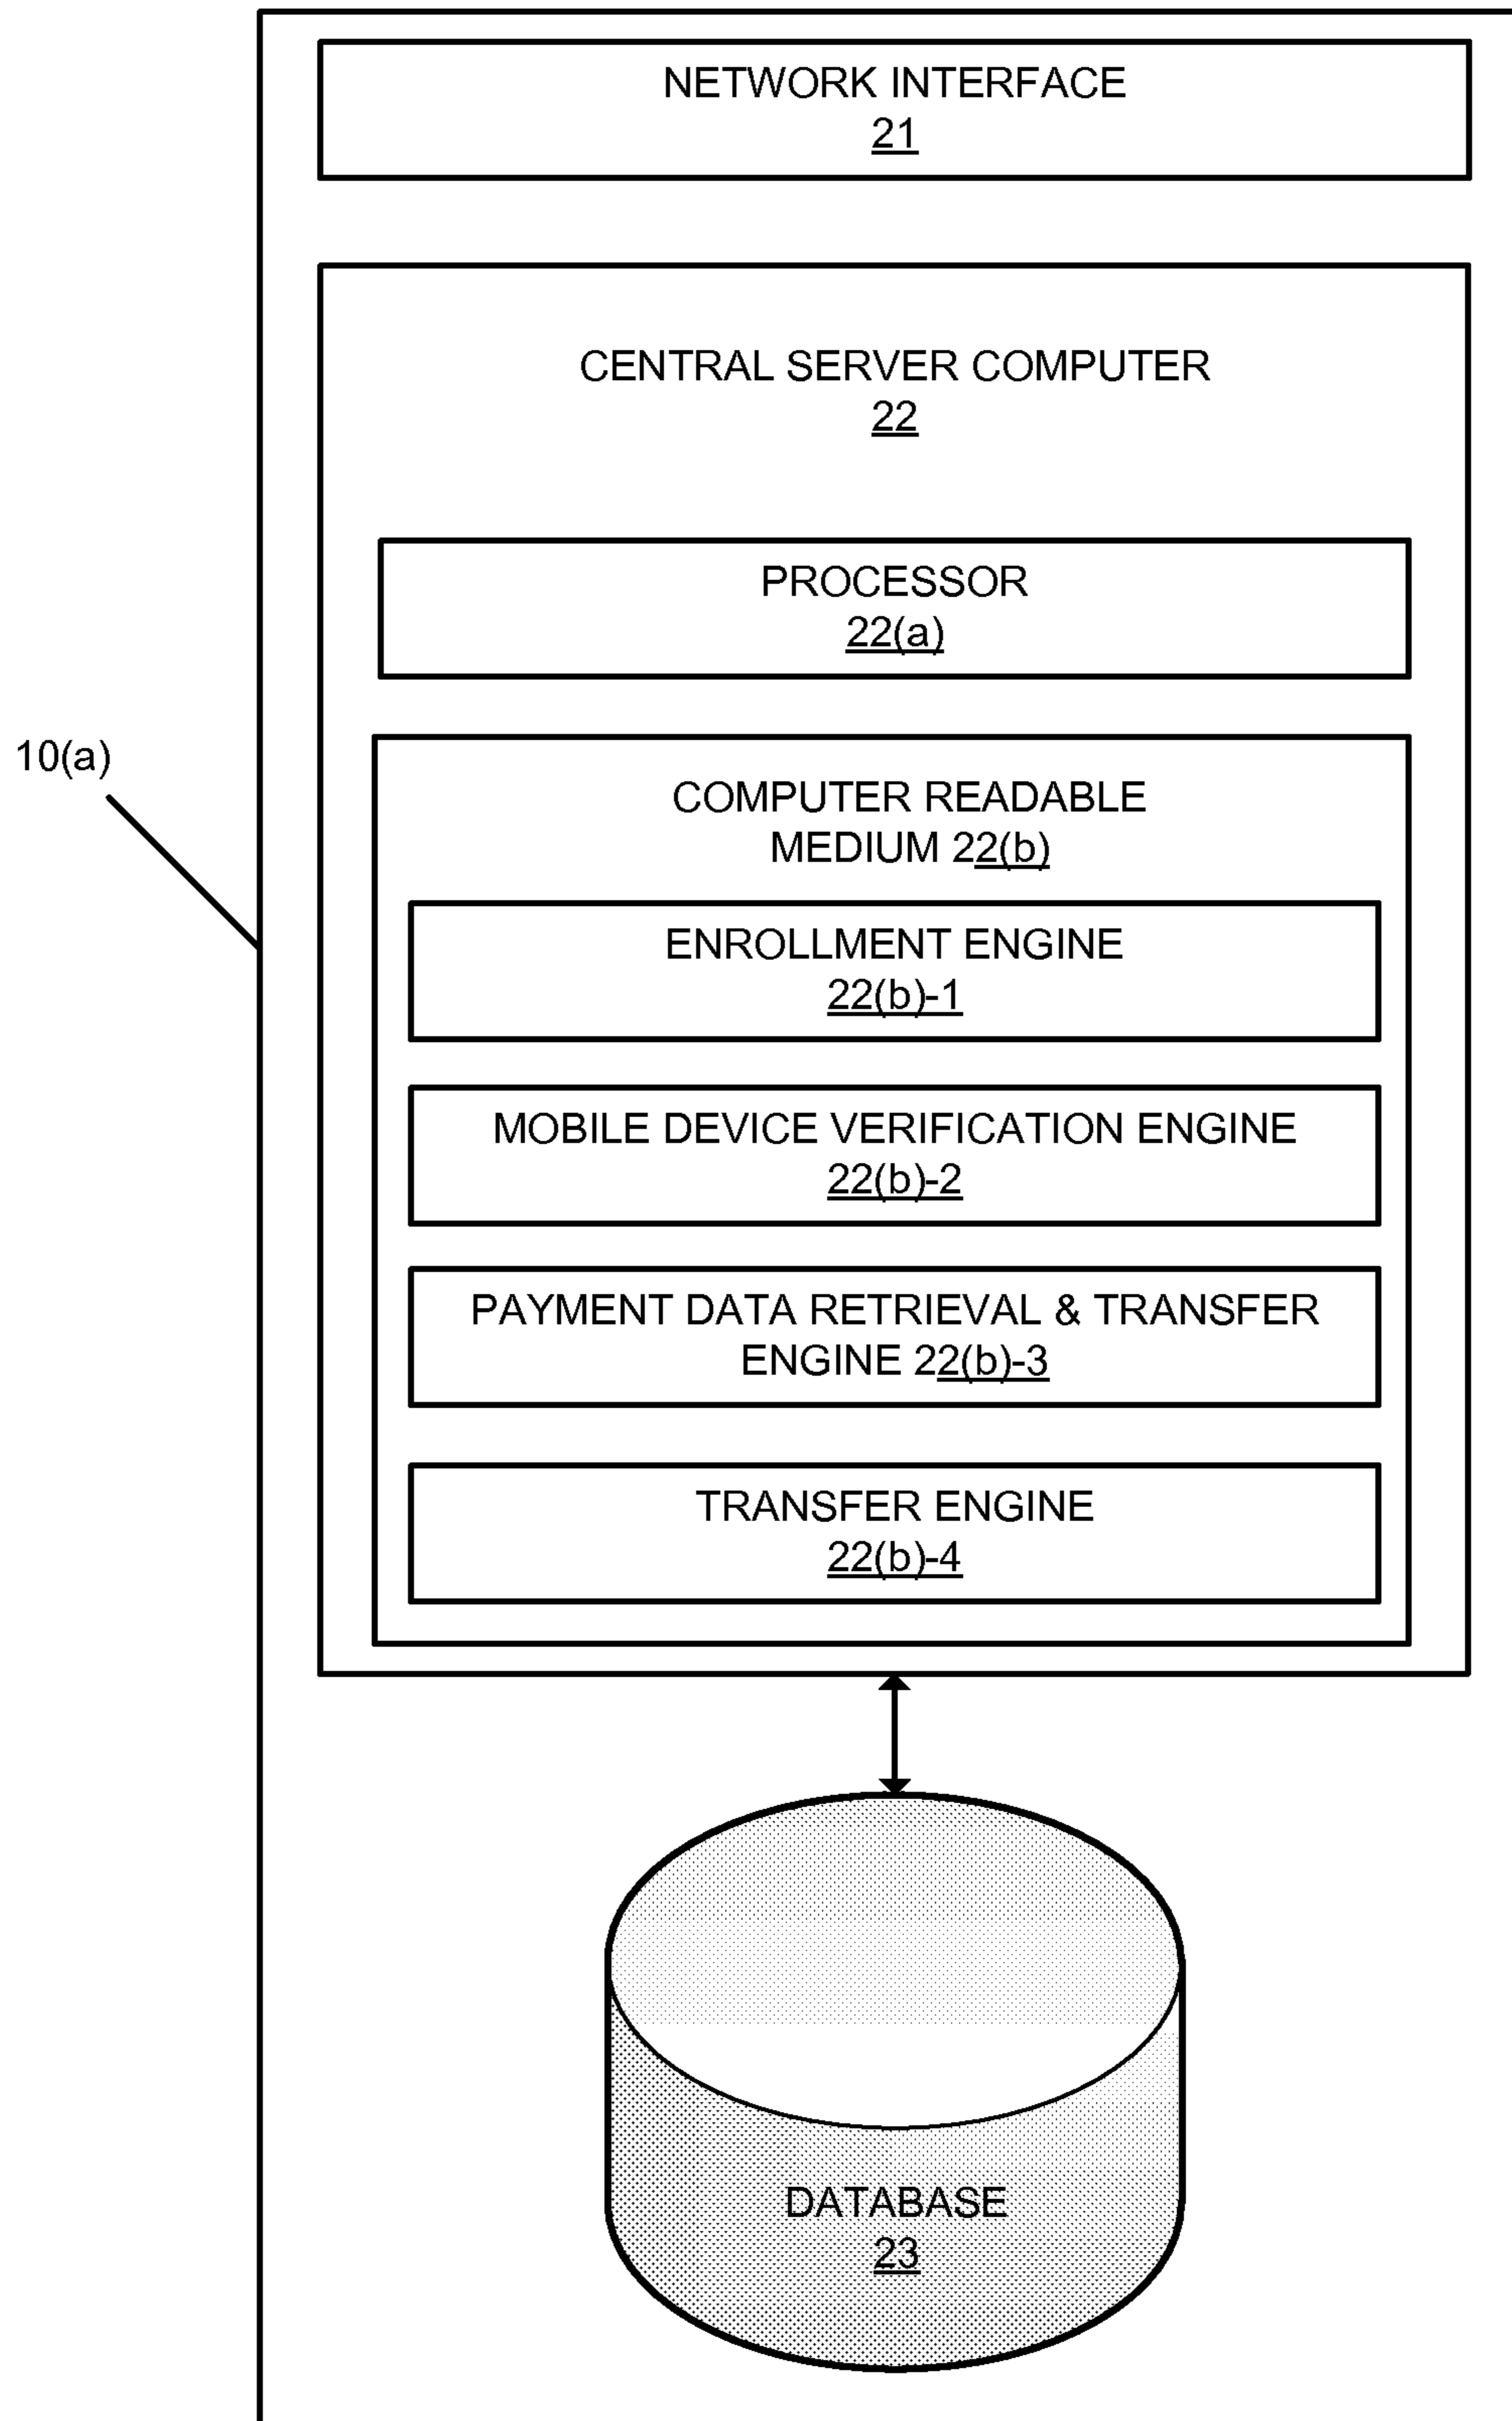 NETWORK INTERFACE
21
CENTRAL SERVER COMPUTER
22
PROCESSOR
22(a)
10(a)
COMPUTER READABLE
MEDIUM 22(b)
ENROLLMENT ENGINE
22(b)-1
MOBILE DEVICE VERIFICATION ENGINE
22(b)-2
PAYMENT DATA RETRIEVAL & TRANSFER
ENGINE 22(b)-3
TRANSFER ENGINE
22(b)-4
DATABASE
23